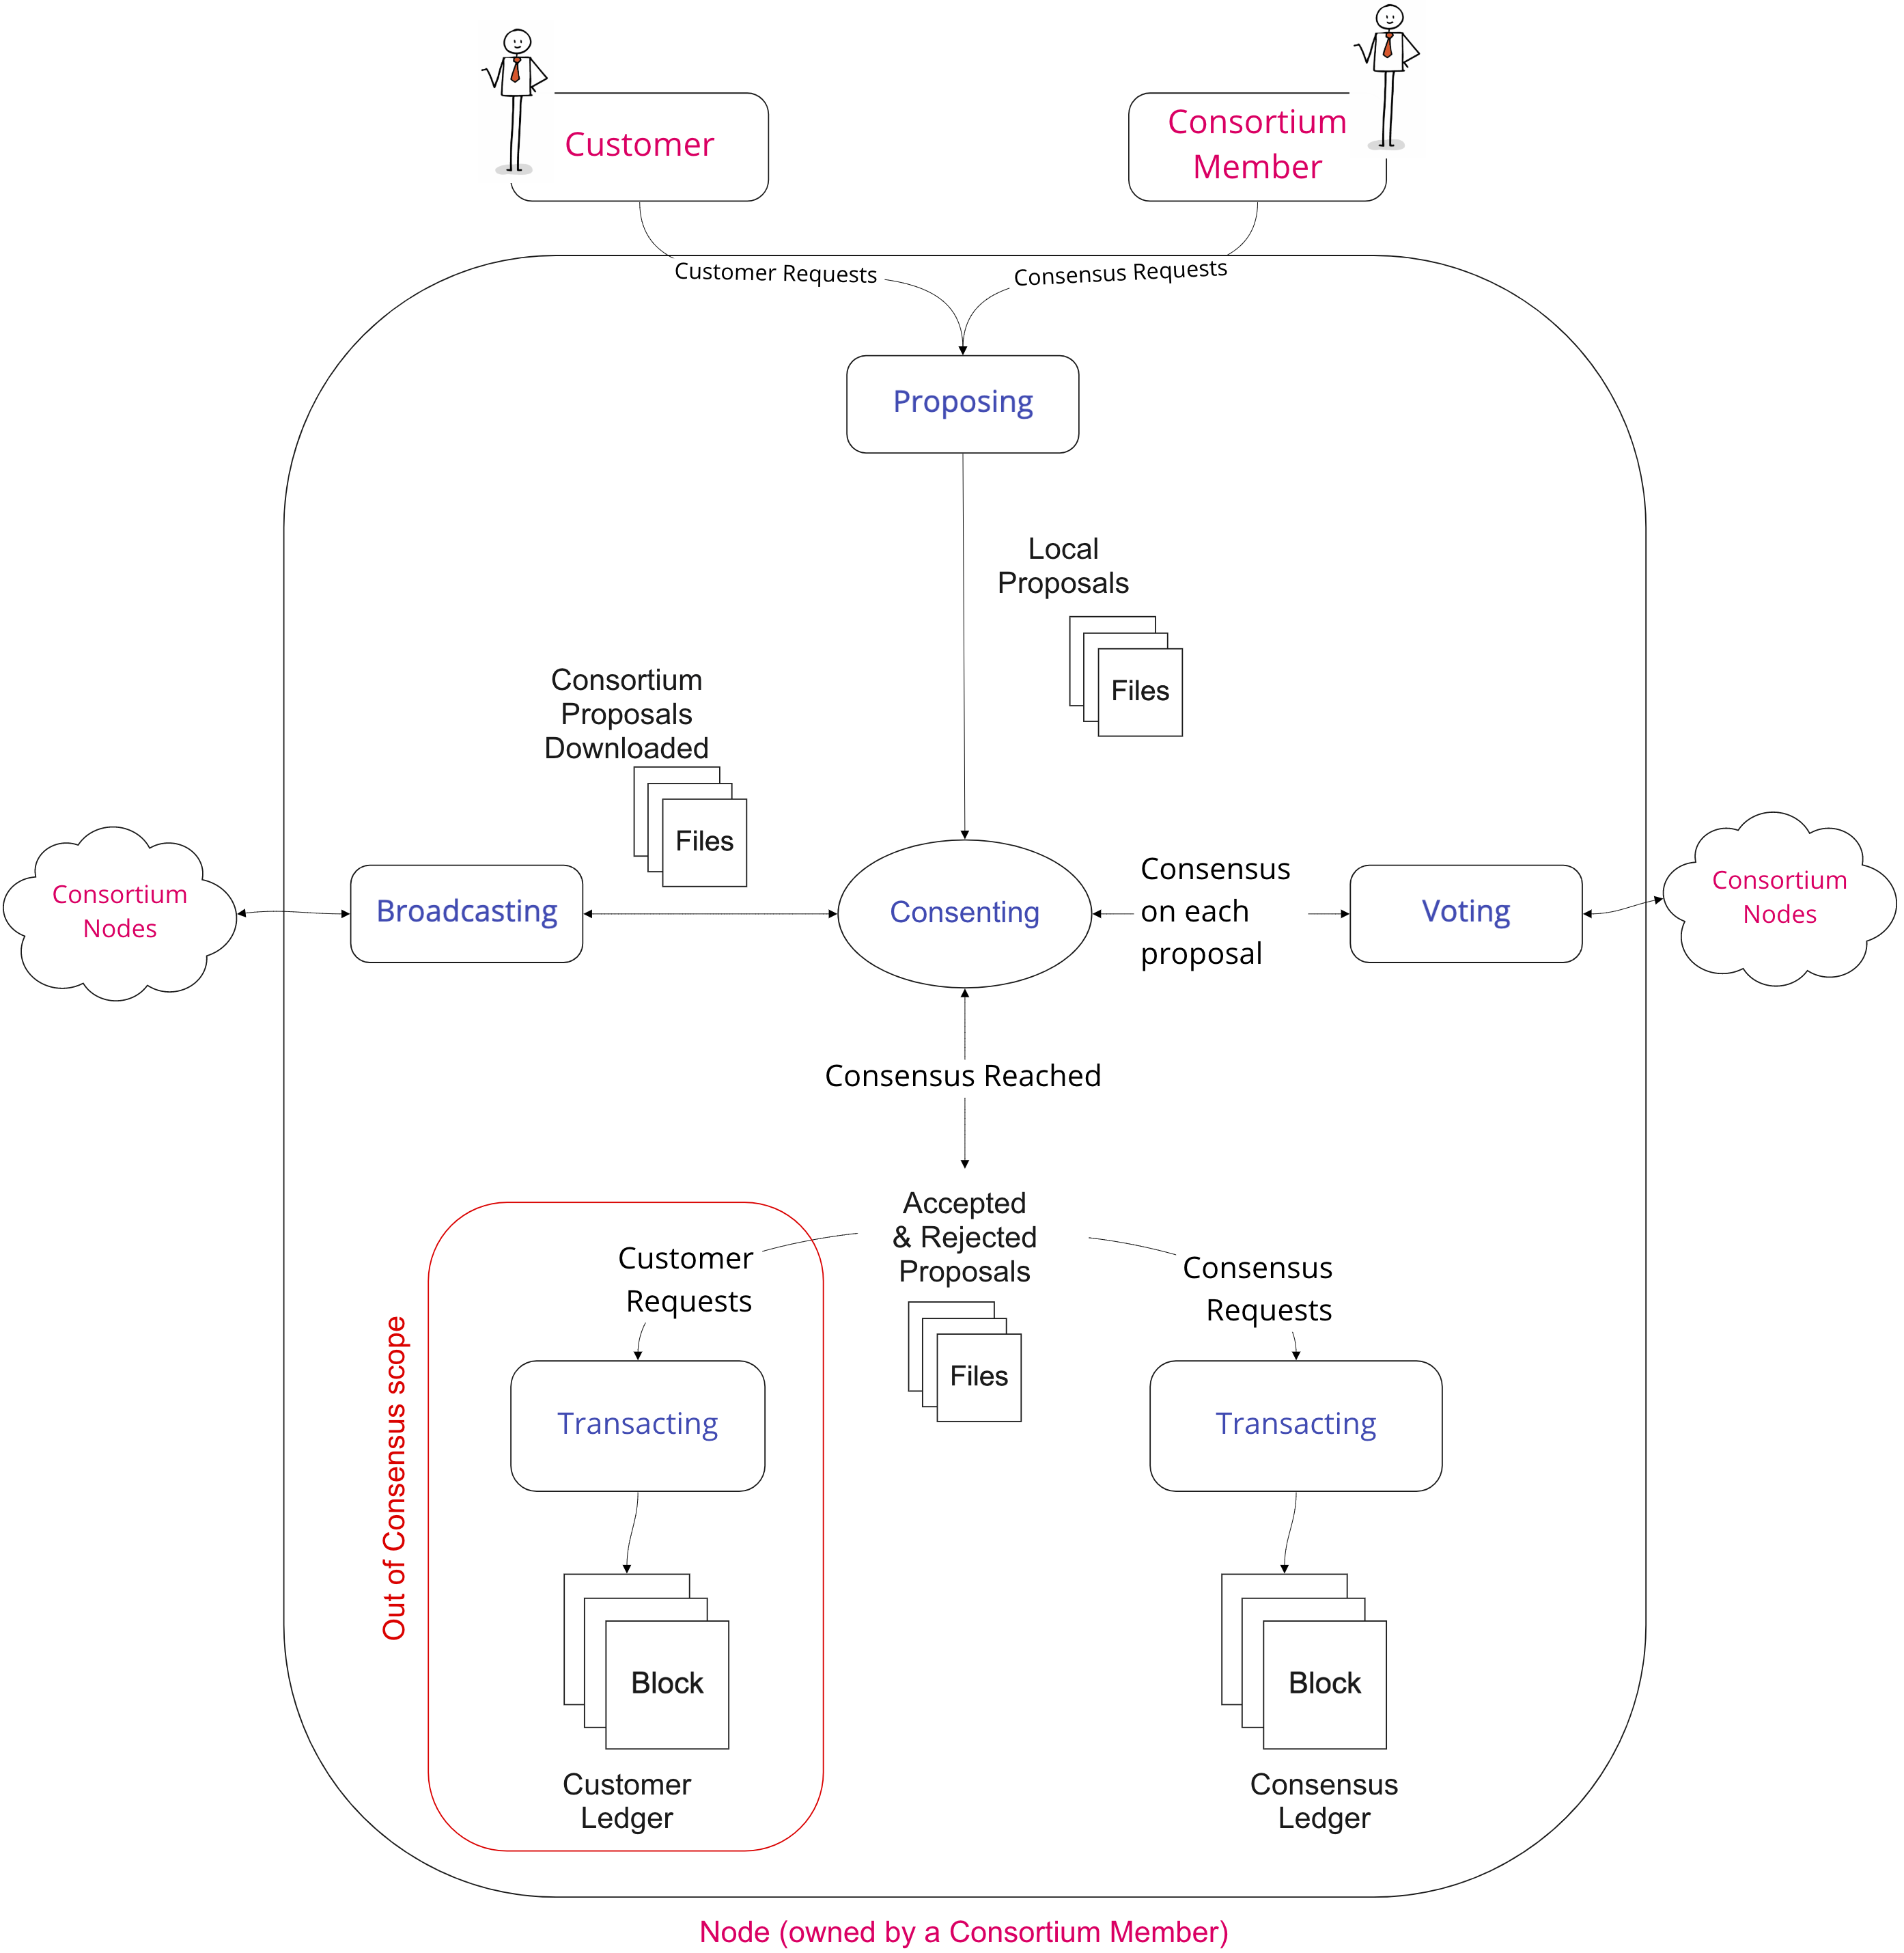 Customer
Consortium
Member
Customer Requests
Consensus Requests
Proposing
Local
Proposals
Files
Consortium
Proposals
Downloaded
Files
Consortium
Nodes
Broadcasting
Consenting
Consensus
on each
proposal
Voting
Consortium
Nodes
Consensus Reached
Accepted
& Rejected
Proposals
Files
Customer
Requests
Consensus
Requests
Out of Consensus scope
Transacting
Transacting
Block
Block
Customer
Ledger
Consensus
Ledger
Node (owned by a Consortium Member)